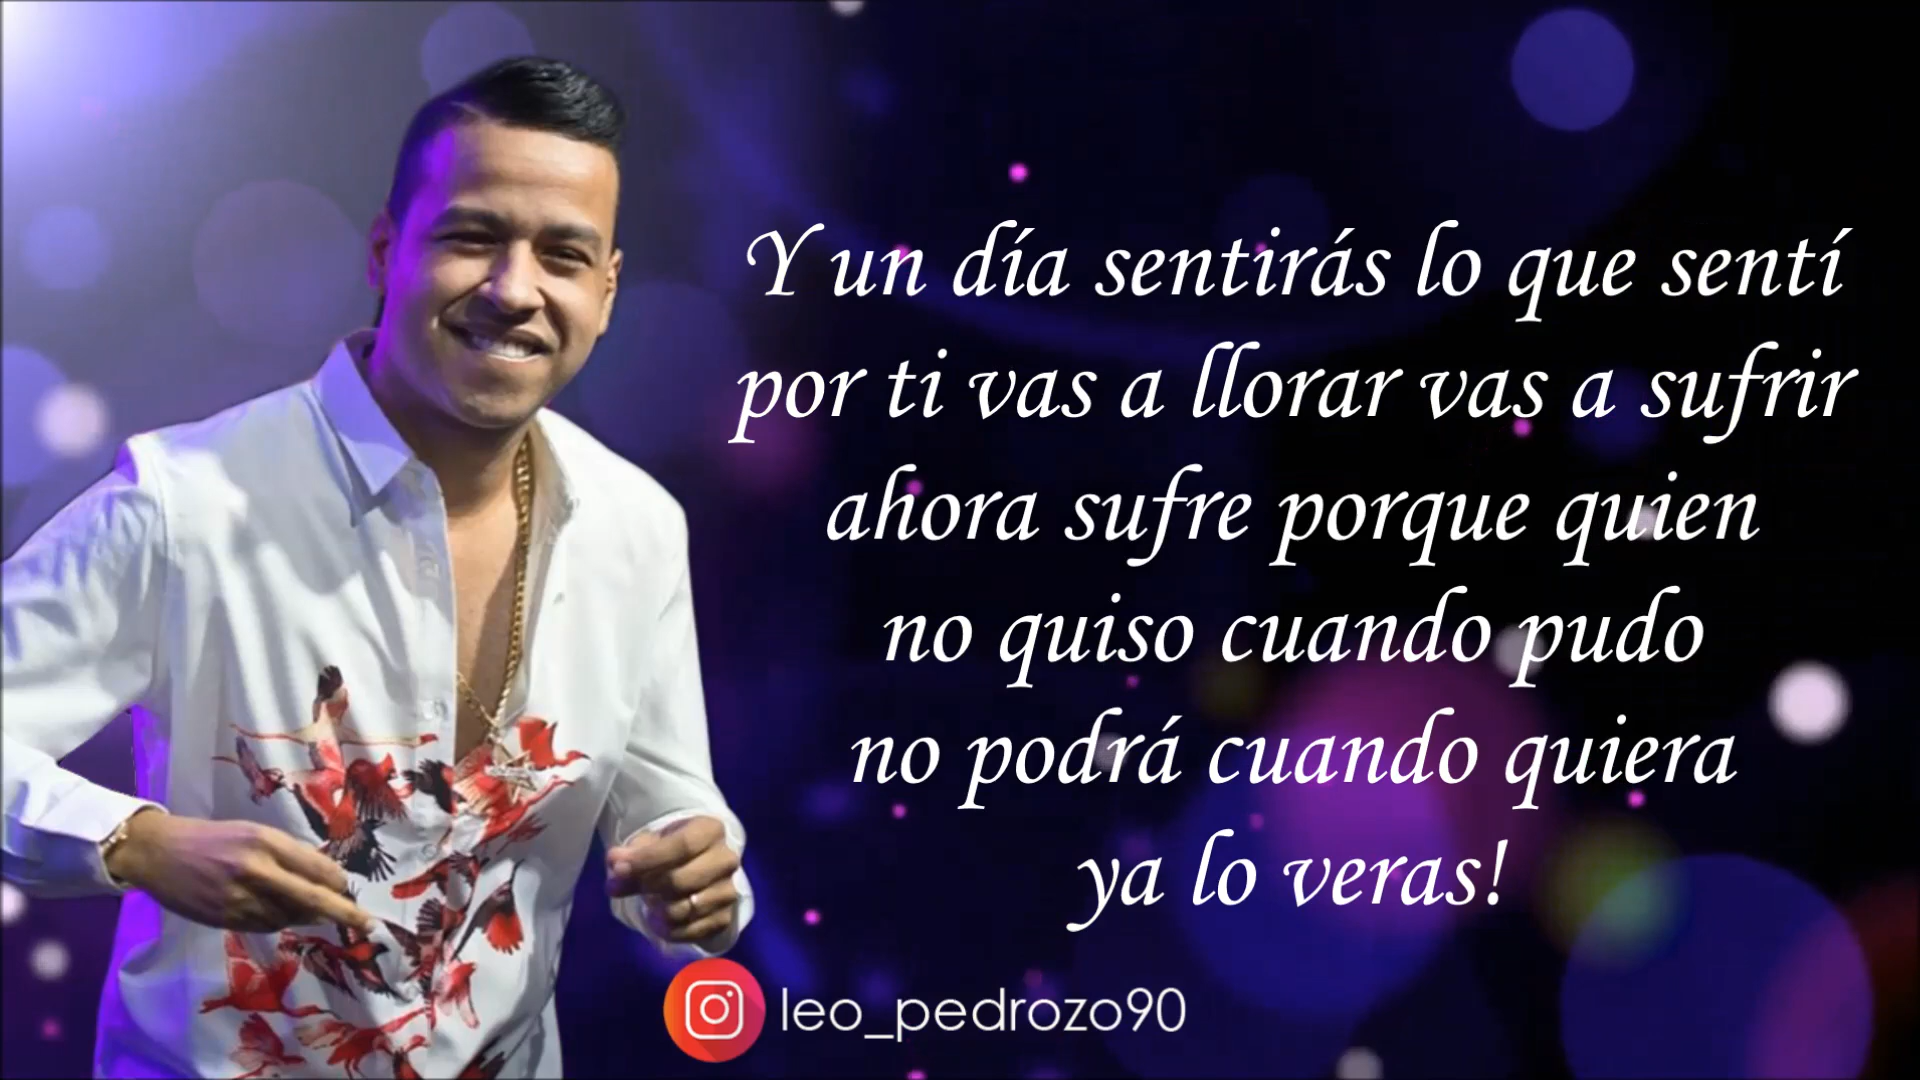 Y un día sentirás lo que sentí
por ti vas a llorar vas a sufrir
ahora sufre porque quien
no quiso cuando pudo
no podrá cuando quiera
ya lo veras!
leo_pedrozo90